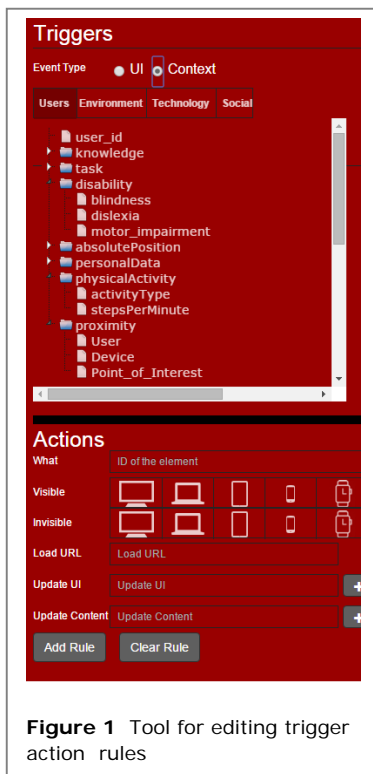 Triggers
Event Type UI Context
Users Environment Technology Social
user_id
knowledge
task
disability
blindness
dislexia
motor_impairment
absolutePosition
personalData
physicalActivity
activityType
stepsPerMinute
proximity
User
Device
Point_of_Interest
Actions
What ID of the element
Visible
Invisible
Load URL Load URL
Update UI Update UI +
Update Content Update Content +
Add Rule Clear Rule
Figure 1 Tool for editing trigger
action rules